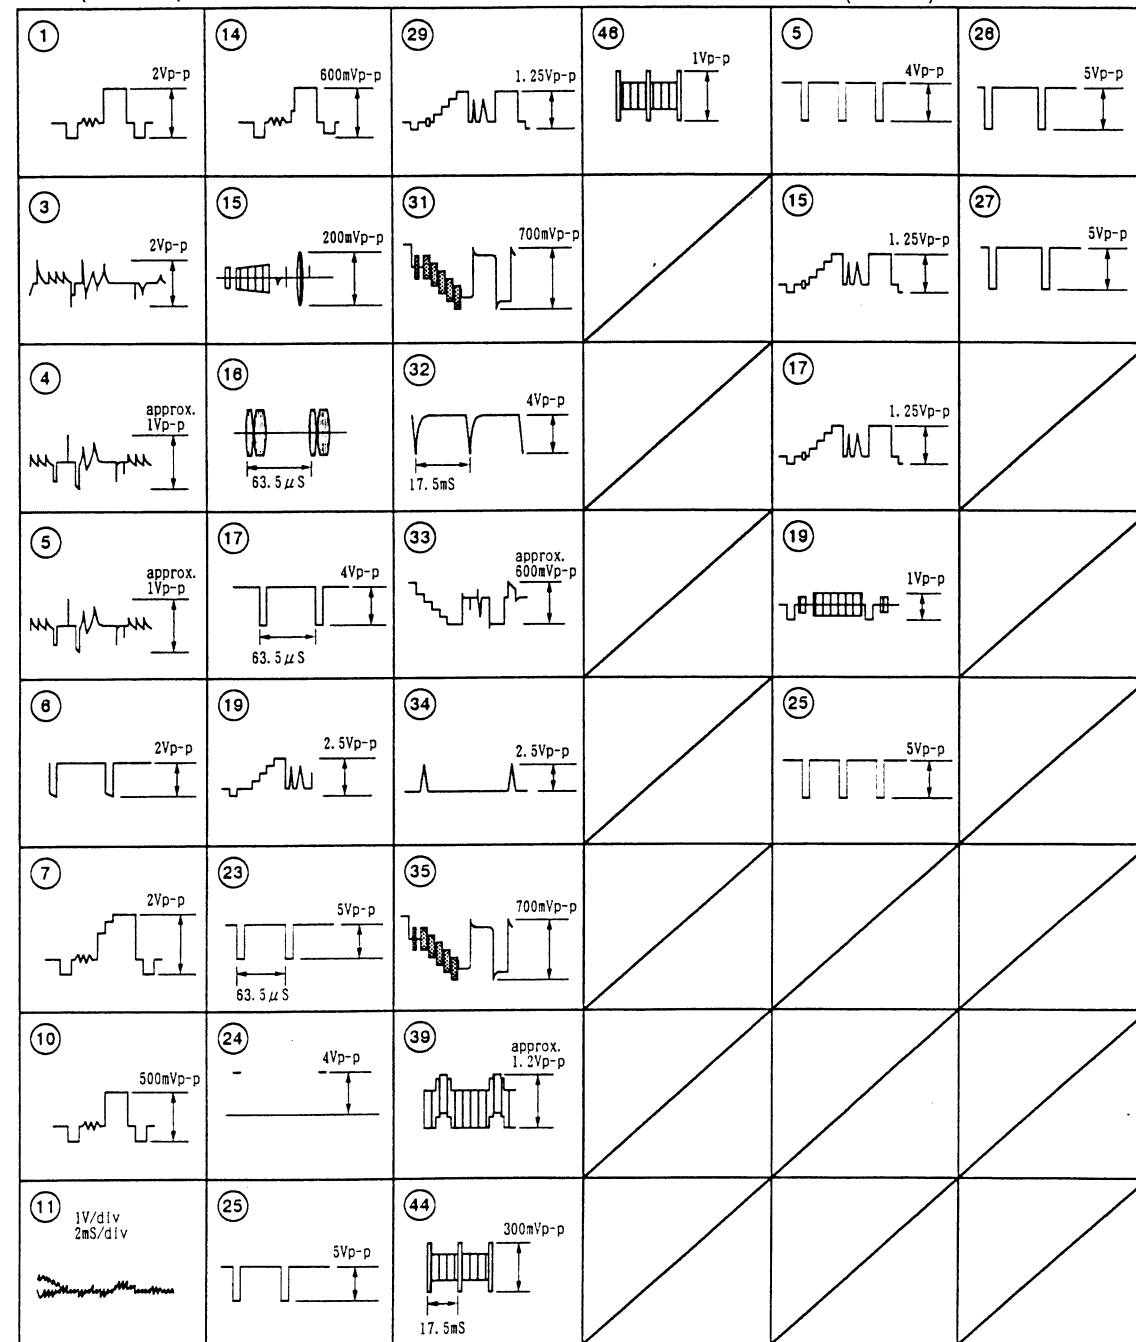 1 14 29 46 5 26
2Vp-p 600mVp-p 1.25Vp-p 1Vp-p 4Vp-p 5Vp-p
3 15 31 15 27
2Vp-p 200mVp-p 700mVp-p 1.25Vp-p 5Vp-p
4 16 32 17
approx.
1Vp-p 4Vp-p 1.25Vp-p
63.5μS 17.5mS
5 17 33 19
approx. approx.
1Vp-p 4Vp-p 600mVp-p 1Vp-p
63.5μS
6 19 34 25
2Vp-p 2.5Vp-p 2.5Vp-p 5Vp-p
7 23 35
2Vp-p 5Vp-p 700mVp-p
63.5μS
10 24 39
approx.
500mVp-p 4Vp-p 1.2Vp-p
11 25 44
1V/div
2mS/div
5Vp-p 300mVp-p
17.5mS